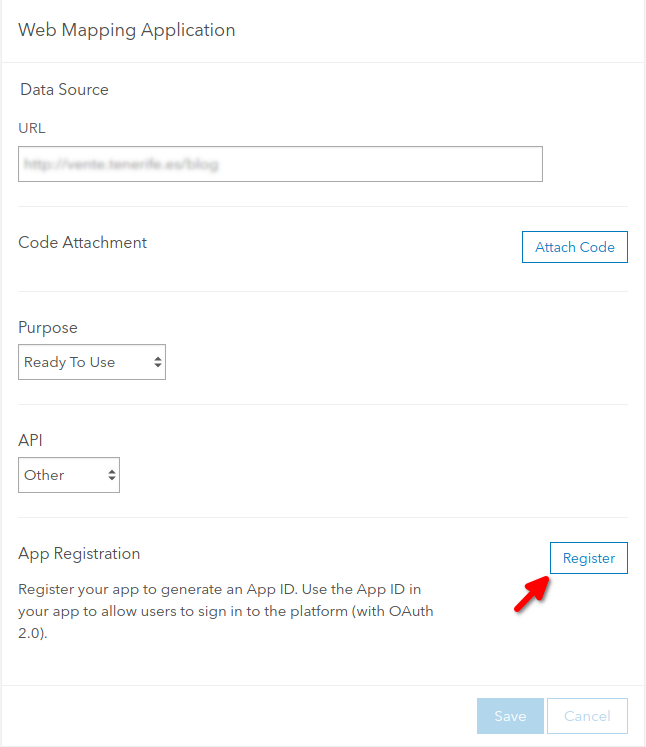 Web Mapping Application
Data Source
URL
http://vente.tenerife.es/blog
Code Attachment
Attach Code
Purpose
Ready To Use
API
Other
App Registration
Register
Register your app to generate an App ID. Use the App ID in
your app to allow users to sign in to the platform (with OAuth
2.0).
Save
Cancel